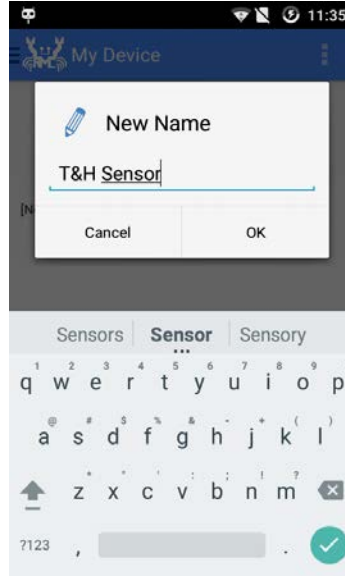 11:35
My Device
New Name
T&H Sensor
[N
Cancel OK
Sensors Sensor Sensory
1 2 3 4 5 6 7 8 9
q w e r t y u i o p
@ # $ % & - + ( )
a s d f g h j k l
* " ' : ; ! ?
z x c v b n m
?123 , .